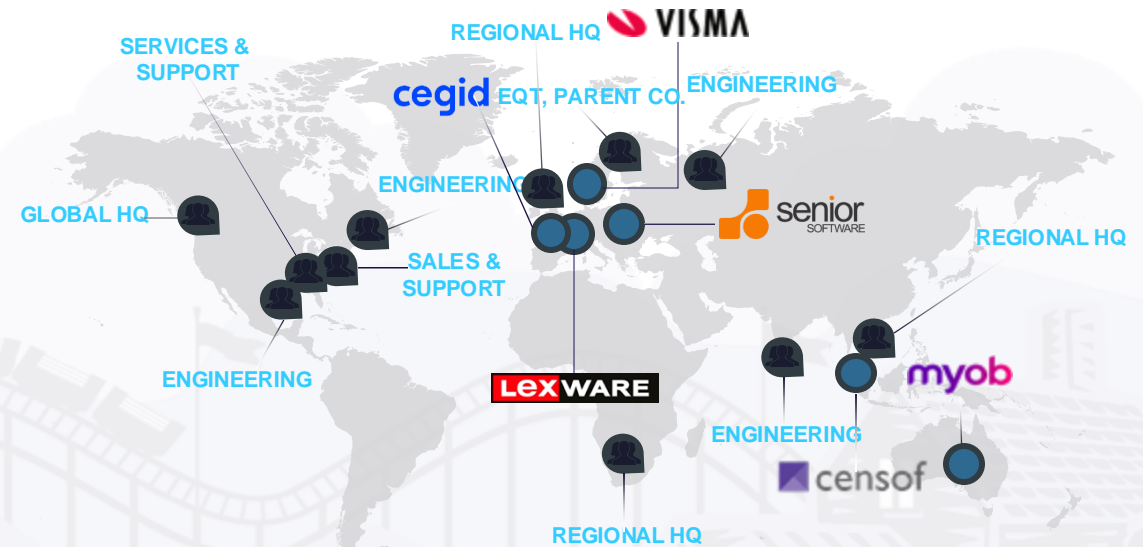 REGIONAL HQ
VISMA
SERVICES &
SUPPORT
cegid
EQT, PARENT CO.
ENGINEERING
ENGINEERING
GLOBAL HQ
senior
SOFTWARE
REGIONAL HQ
SALES &
SUPPORT
ENGINEERING
LEXWARE
myob
ENGINEERING
censof
REGIONAL HQ